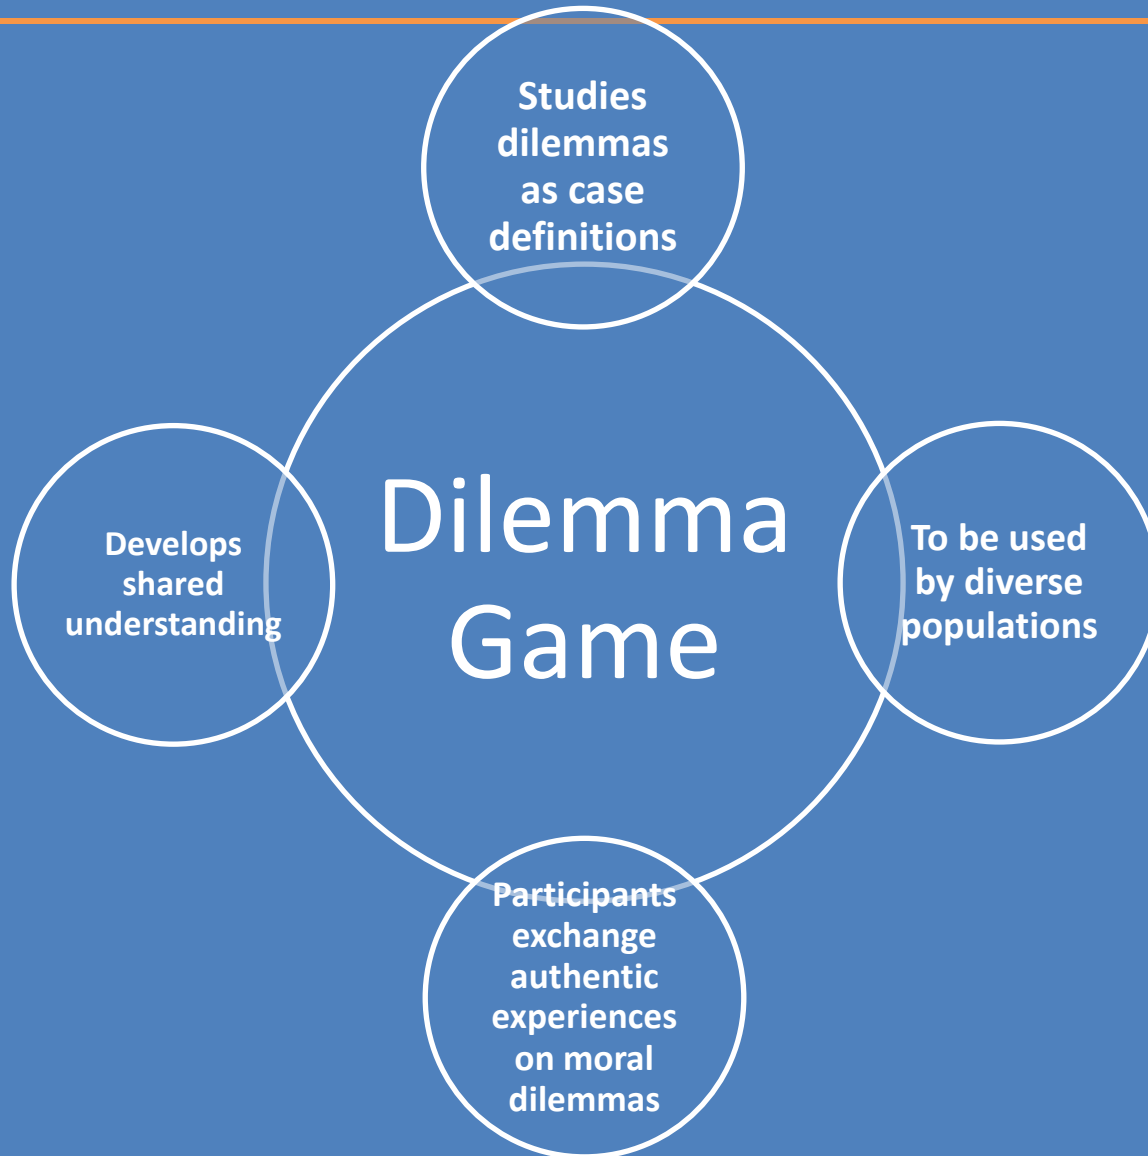 Studies
dilemmas
as case
definitions
Dilemma
Game
Develops
shared
understanding
To be used
by diverse
populations
Participants
exchange
authentic
experiences
on moral
dilemmas